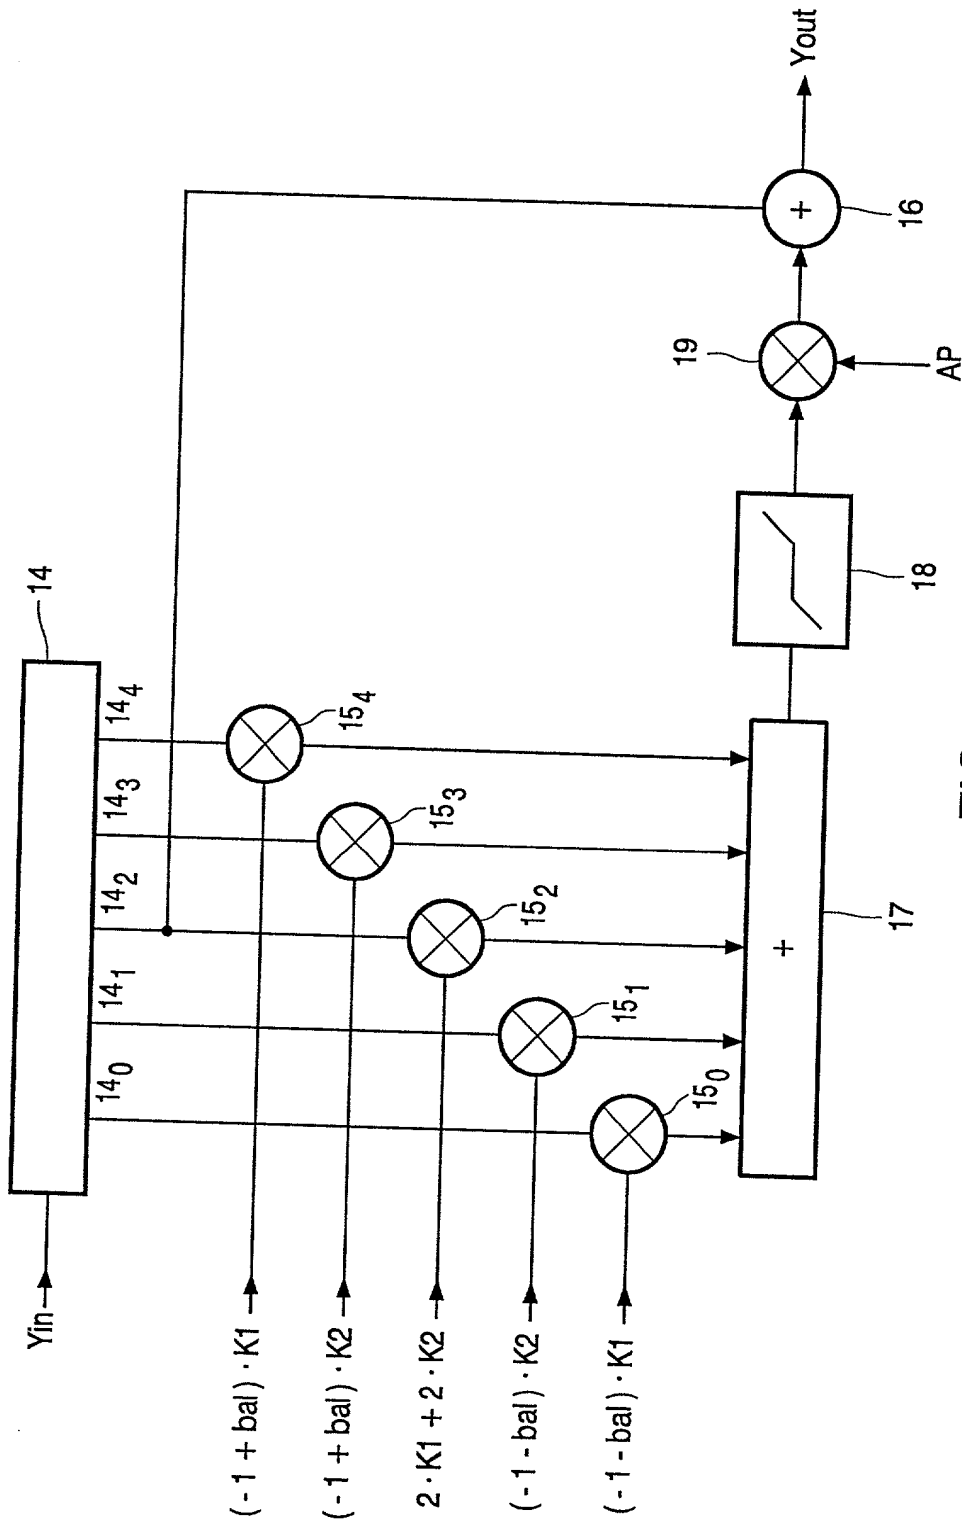 Yin
14
14₀
14₁
14₂
14₃
14₄
(-1 + bal) · K1
15₄
(-1 + bal) · K2
15₃
2 · K1 + 2 · K2
15₂
(-1 - bal) · K2
15₁
(-1 - bal) · K1
15₀
+
17
18
19
AP
+
16
Yout